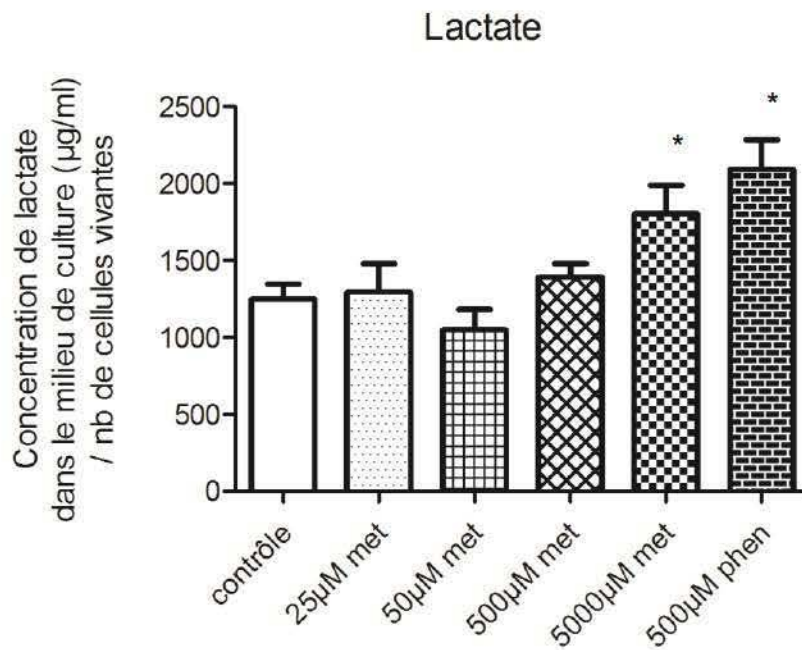 Lactate
Concentration de lactate
dans le milieu de culture (µg/ml)
/ nb de cellules vivantes
2500
2000
1500
1000
500
0
*
*
contrôle
25µM met
50µM met
500µM met
5000µM met
500µM phen